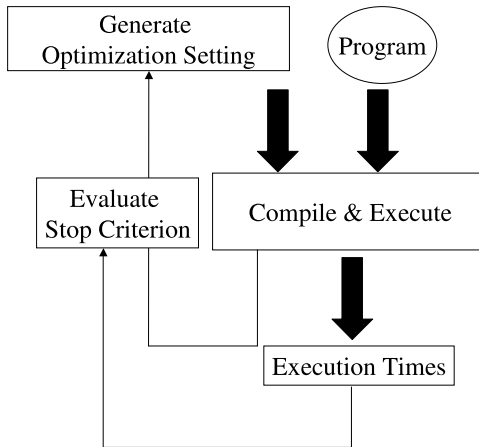 Generate
Optimization Setting
Program
Evaluate
Stop Criterion
Compile & Execute
Execution Times